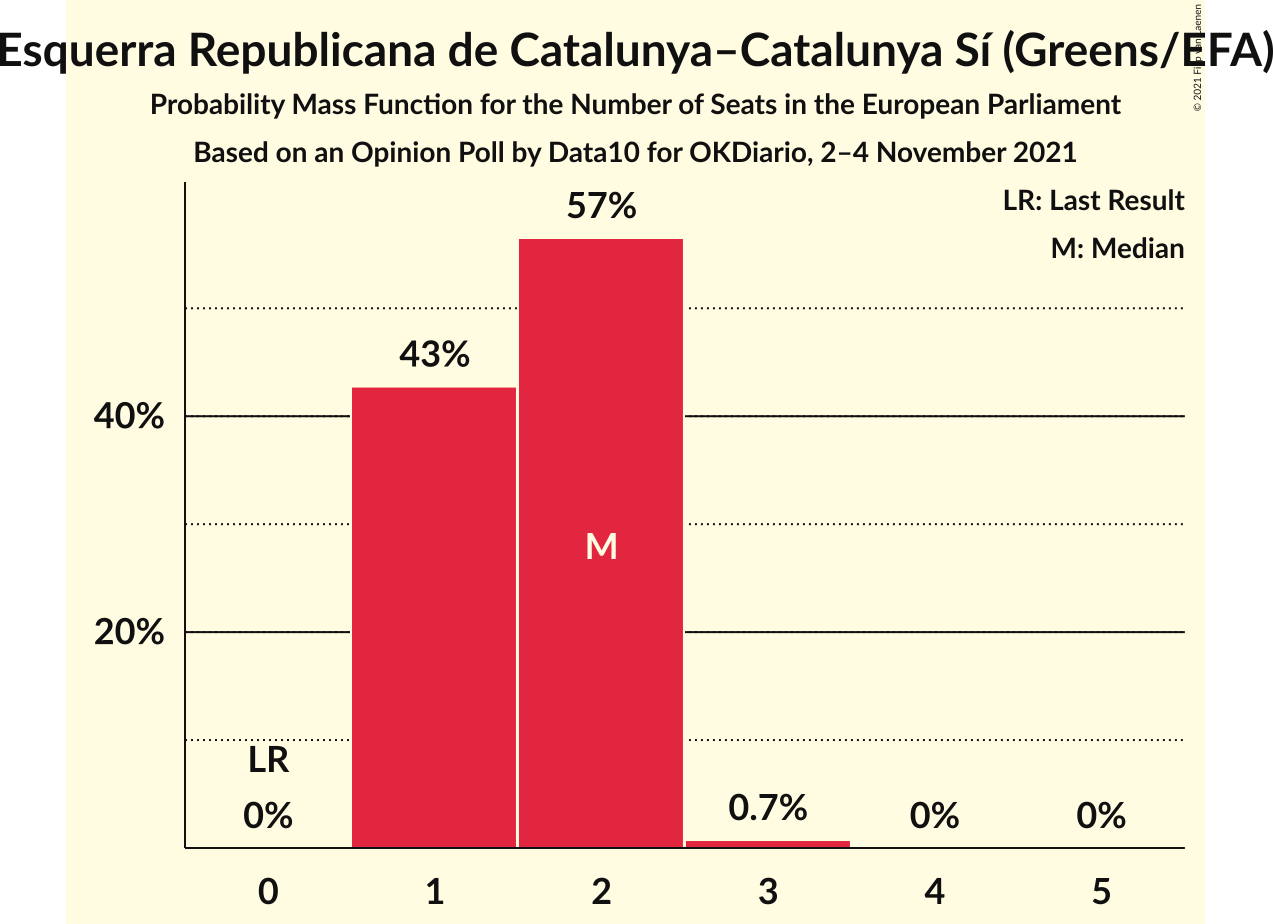 Esquerra Republicana de Catalunya–Catalunya Sí (Greens/EFA)
Probability Mass Function for the Number of Seats in the European Parliament
Based on an Opinion Poll by Data10 for OKDiario, 2–4 November 2021
© 2021
LR: Last Result
M: Median
57%
43%
40%
M
20%
LR
0%
0.7%
0%
0%
0 1 2 3 4 5